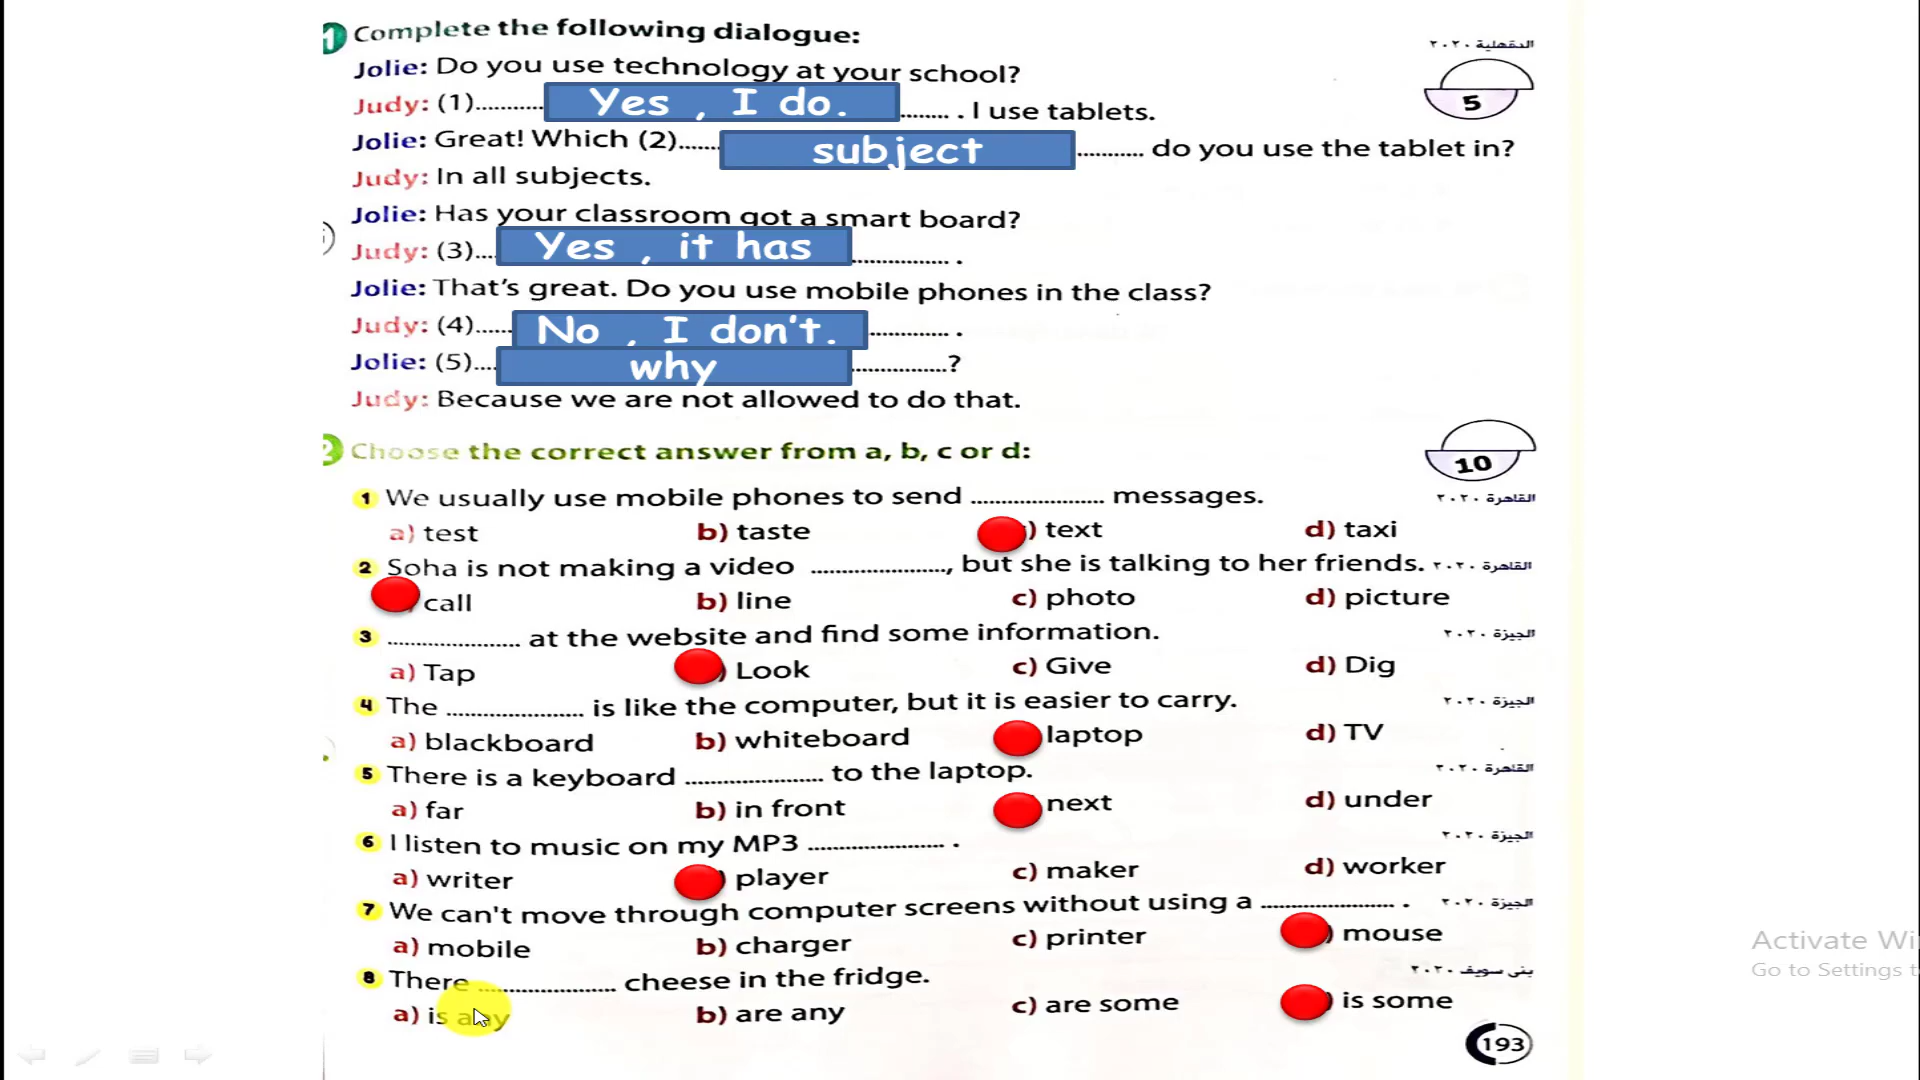 1 Complete the following dialogue:
الدقهلية ٢٠٢٠
5
Jolie: Do you use technology at your school?
Judy: (1).......... Yes , I do. ........ . I use tablets.
Jolie: Great! Which (2)...... subject .......... do you use the tablet in?
Judy: In all subjects.
Jolie: Has your classroom got a smart board?
Judy: (3).... Yes , it has .............. .
Jolie: That's great. Do you use mobile phones in the class?
Judy: (4)...... No , I don't. ............ .
Jolie: (5).... why ..............?
Judy: Because we are not allowed to do that.
2 Choose the correct answer from a, b, c or d:
10
1 We usually use mobile phones to send ...................... messages. القاهرة ٢٠٢٠
a) test b) taste ) text d) taxi
2 Soha is not making a video ......................, but she is talking to her friends. القاهرة ٢٠٢٠
call b) line c) photo d) picture
3 ...................... at the website and find some information. الجيزة ٢٠٢٠
a) Tap ) Look c) Give d) Dig
4 The ...................... is like the computer, but it is easier to carry. الجيزة ٢٠٢٠
a) blackboard b) whiteboard laptop d) TV
5 There is a keyboard ...................... to the laptop. القاهرة ٢٠٢٠
a) far b) in front next d) under
6 I listen to music on my MP3 ...................... . الجيزة ٢٠٢٠
a) writer ) player c) maker d) worker
7 We can't move through computer screens without using a ...................... . الجيزة ٢٠٢٠
a) mobile b) charger c) printer ) mouse
8 There ...................... cheese in the fridge. بنى سويف ٢٠٢٠
a) is any b) are any c) are some ) is some
193
Activate Wi
Go to Settings t